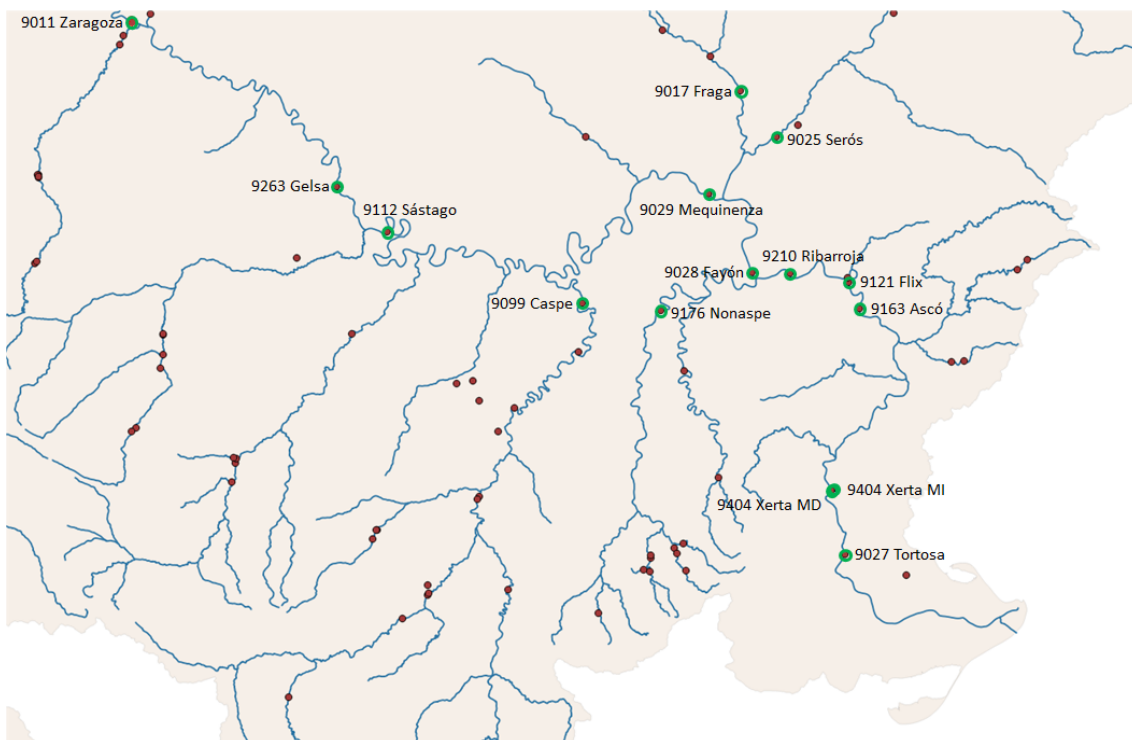 9011 Zaragoza
9017 Fraga
9025 Serós
9263 Gelsa
9112 Sástago
9029 Mequinenza
9210 Ribarroja
9028 Fayón
9121 Flix
9099 Caspe
9176 Nonaspe
9163 Ascó
9404 Xerta MI
9404 Xerta MD
9027 Tortosa